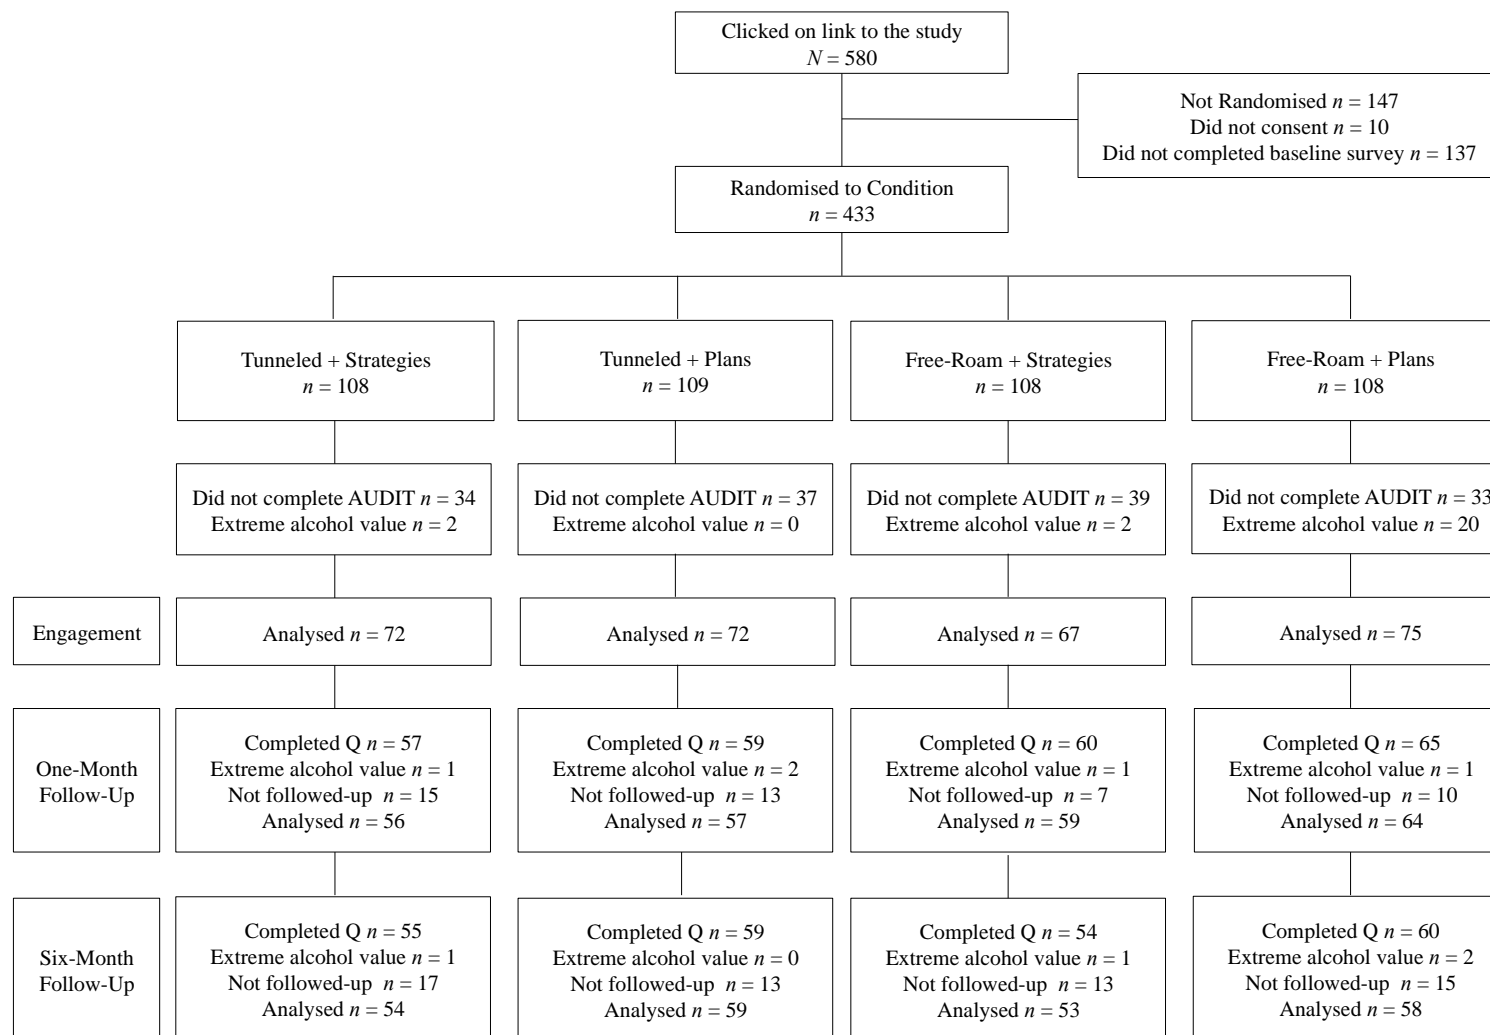 Clicked on link to the study
N = 580
Not Randomised n = 147
Did not consent n = 10
Did not completed baseline survey n = 137
Randomised to Condition
n = 433
Tunneled + Strategies
n = 108
Tunneled + Plans
n = 109
Free-Roam + Strategies
n = 108
Free-Roam + Plans
n = 108
Did not complete AUDIT n = 34
Extreme alcohol value n = 2
Did not complete AUDIT n = 37
Extreme alcohol value n = 0
Did not complete AUDIT n = 39
Extreme alcohol value n = 2
Did not complete AUDIT n = 33
Extreme alcohol value n = 20
Engagement
Analysed n = 72
Analysed n = 72
Analysed n = 67
Analysed n = 75
One-Month
Follow-Up
Completed Q n = 57
Extreme alcohol value n = 1
Not followed-up n = 15
Analysed n = 56
Completed Q n = 59
Extreme alcohol value n = 2
Not followed-up n = 13
Analysed n = 57
Completed Q n = 60
Extreme alcohol value n = 1
Not followed-up n = 7
Analysed n = 59
Completed Q n = 65
Extreme alcohol value n = 1
Not followed-up n = 10
Analysed n = 64
Six-Month
Follow-Up
Completed Q n = 55
Extreme alcohol value n = 1
Not followed-up n = 17
Analysed n = 54
Completed Q n = 59
Extreme alcohol value n = 0
Not followed-up n = 13
Analysed n = 59
Completed Q n = 54
Extreme alcohol value n = 1
Not followed-up n = 13
Analysed n = 53
Completed Q n = 60
Extreme alcohol value n = 2
Not followed-up n = 15
Analysed n = 58